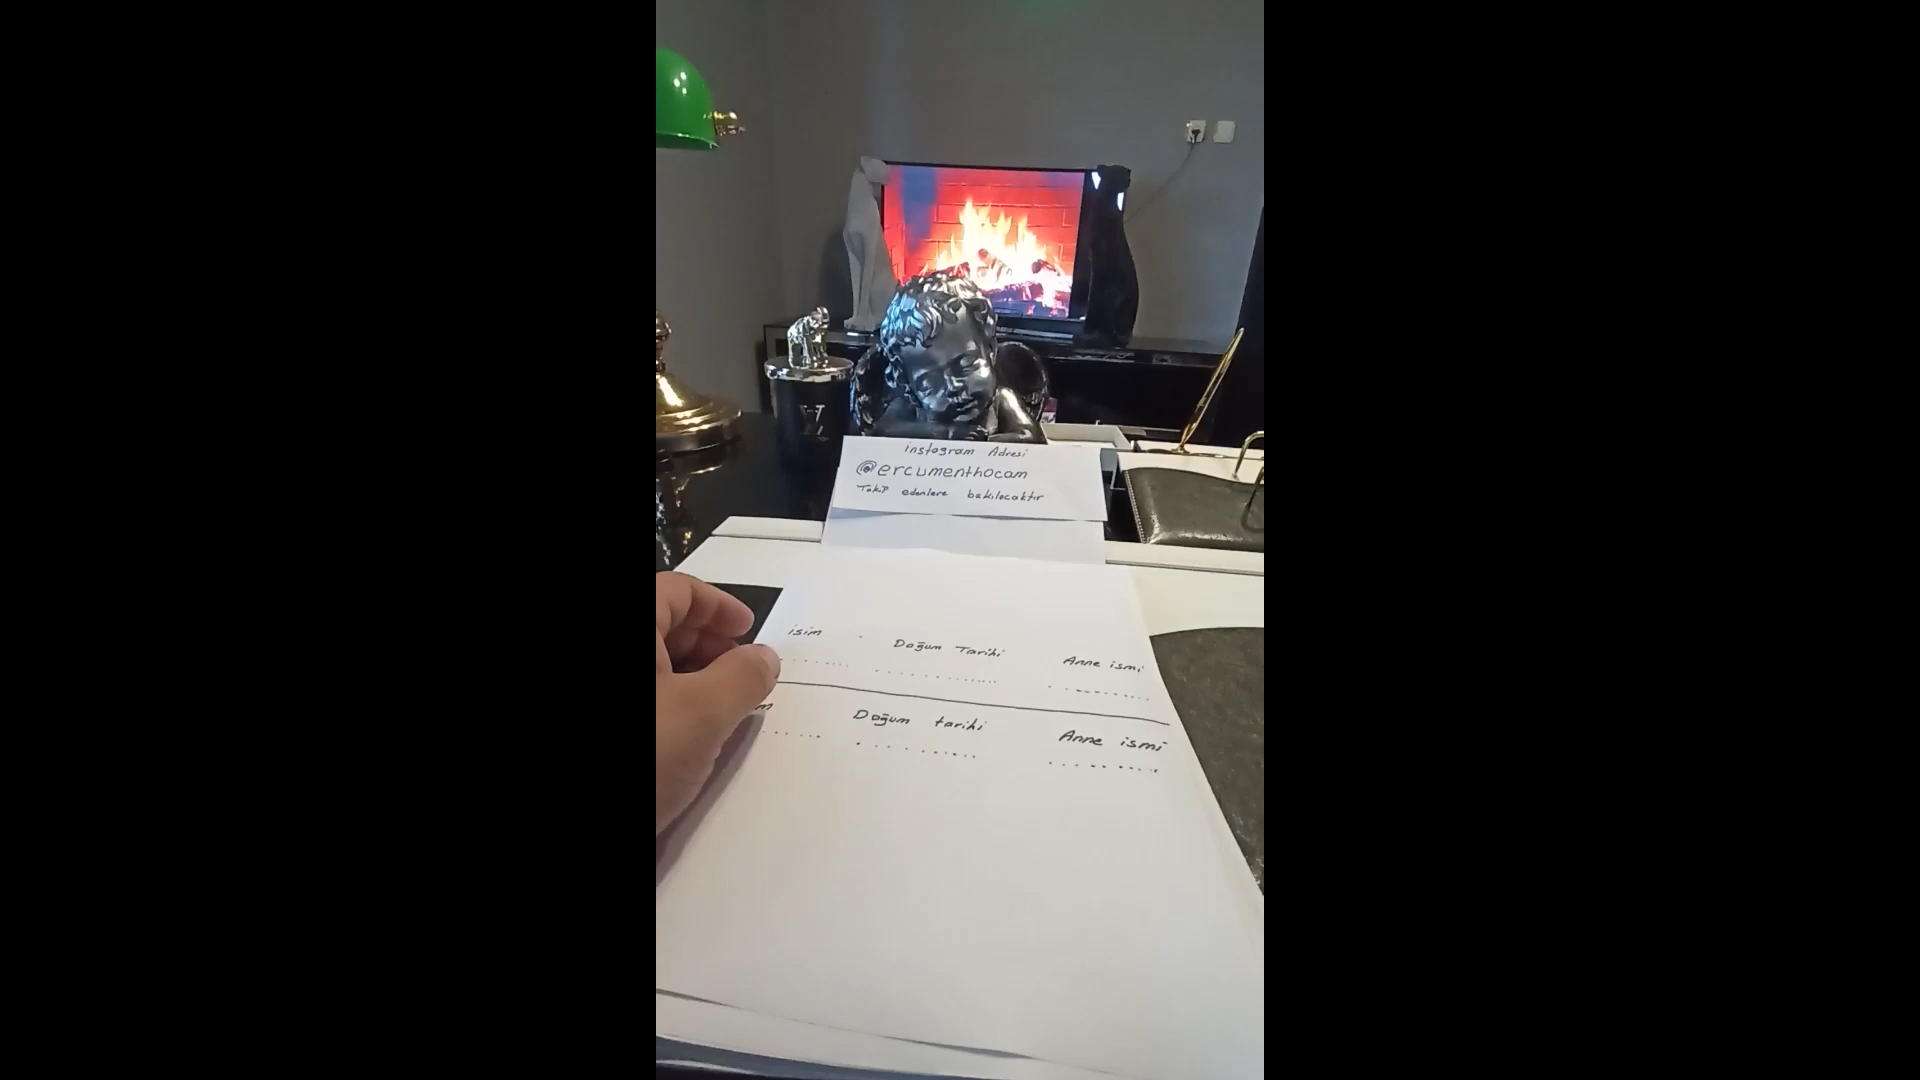 instagram Adresi
@ercumenthocam
Takip edenlere bakılacaktır
isim Doğum Tarihi Anne ismi
m Doğum tarihi Anne ismi